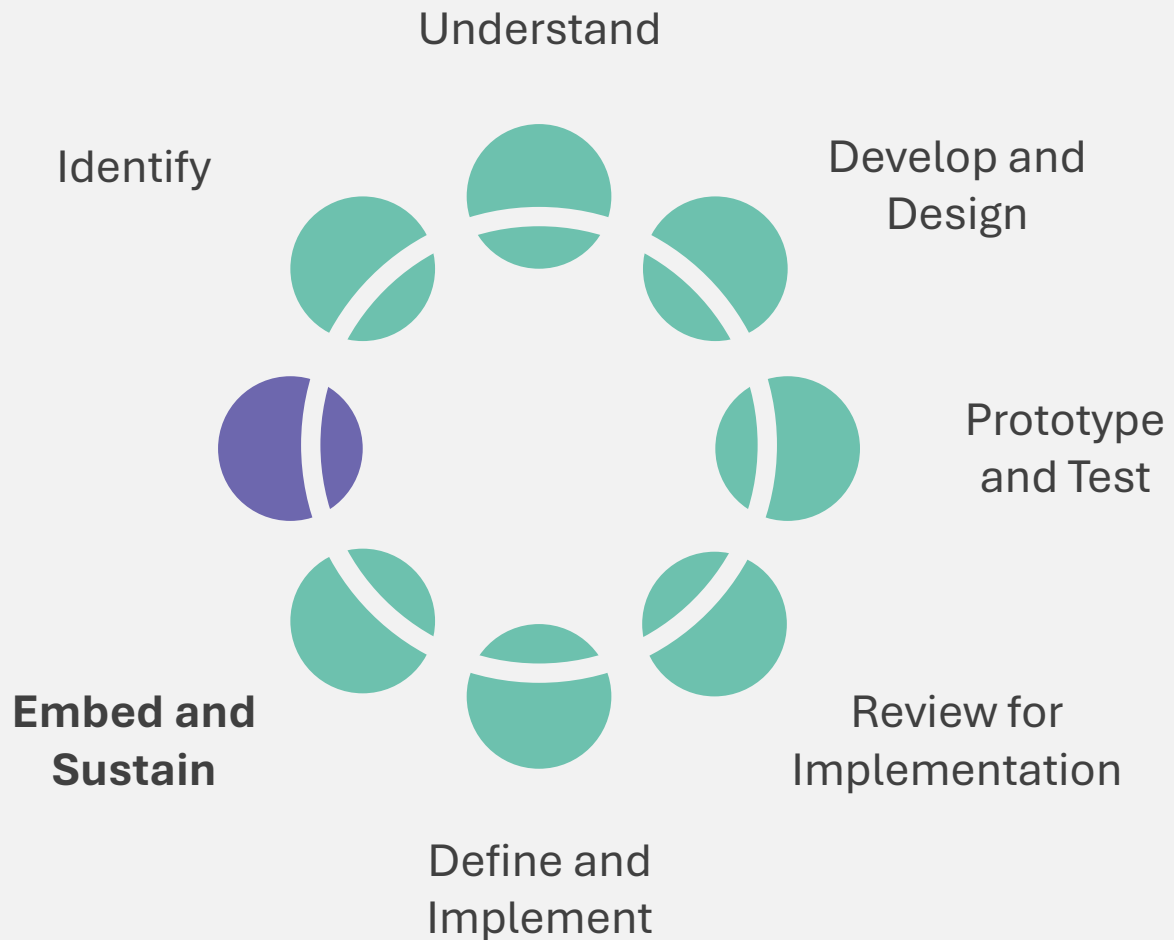 Understand
Identify
Develop and
Design
Prototype
and Test
Review for
Implementation
Define and
Implement
Embed and
Sustain